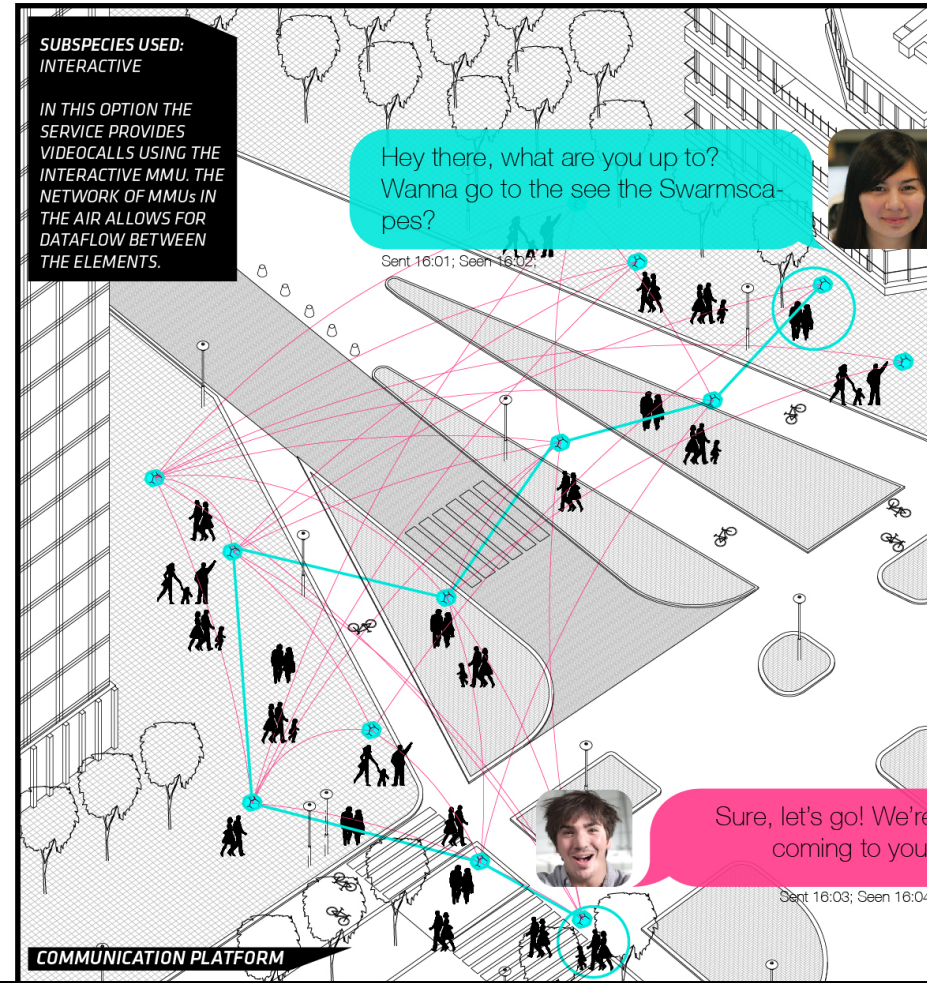 SUBSPECIES USED:
INTERACTIVE
IN THIS OPTION THE
SERVICE PROVIDES
VIDEOCALLS USING THE
INTERACTIVE MMU. THE
NETWORK OF MMUs IN
THE AIR ALLOWS FOR
DATAFLOW BETWEEN
THE ELEMENTS.
Hey there, what are you up to?
Wanna go to the see the Swarmsca-
pes?
Sent 16:01; Seen 16:02;
Sure, let's go! We're
coming to you
Sent 16:03; Seen 16:04
COMMUNICATION PLATFORM